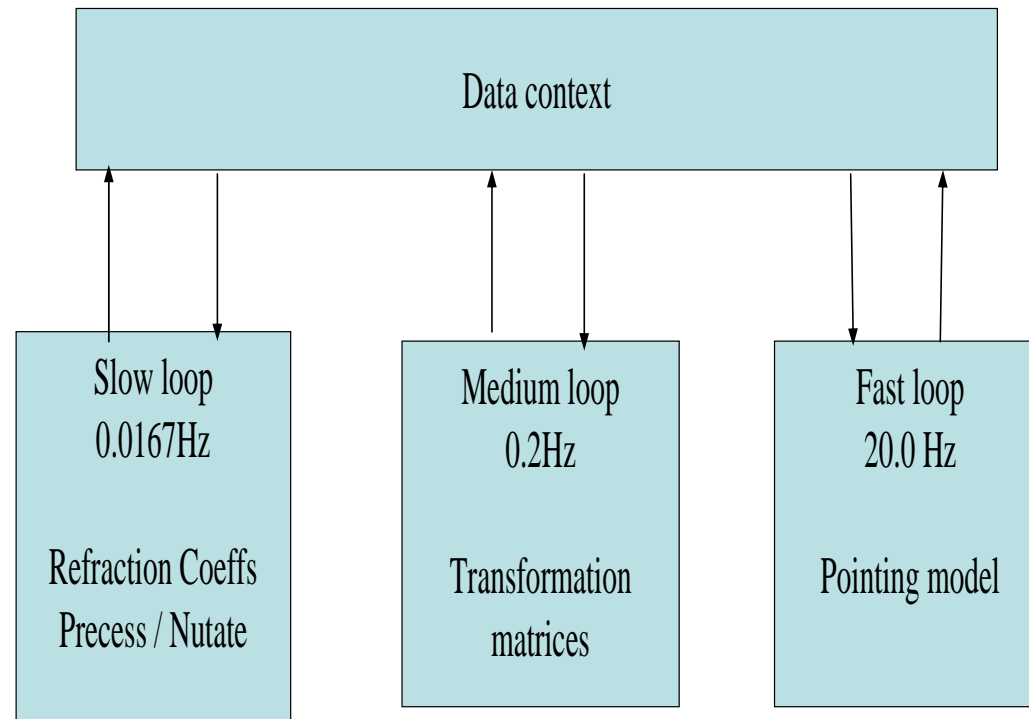 Data context
Slow loop
0.0167Hz
Refraction Coeffs
Precess / Nutate
Medium loop
0.2Hz
Transformation
matrices
Fast loop
20.0 Hz
Pointing model